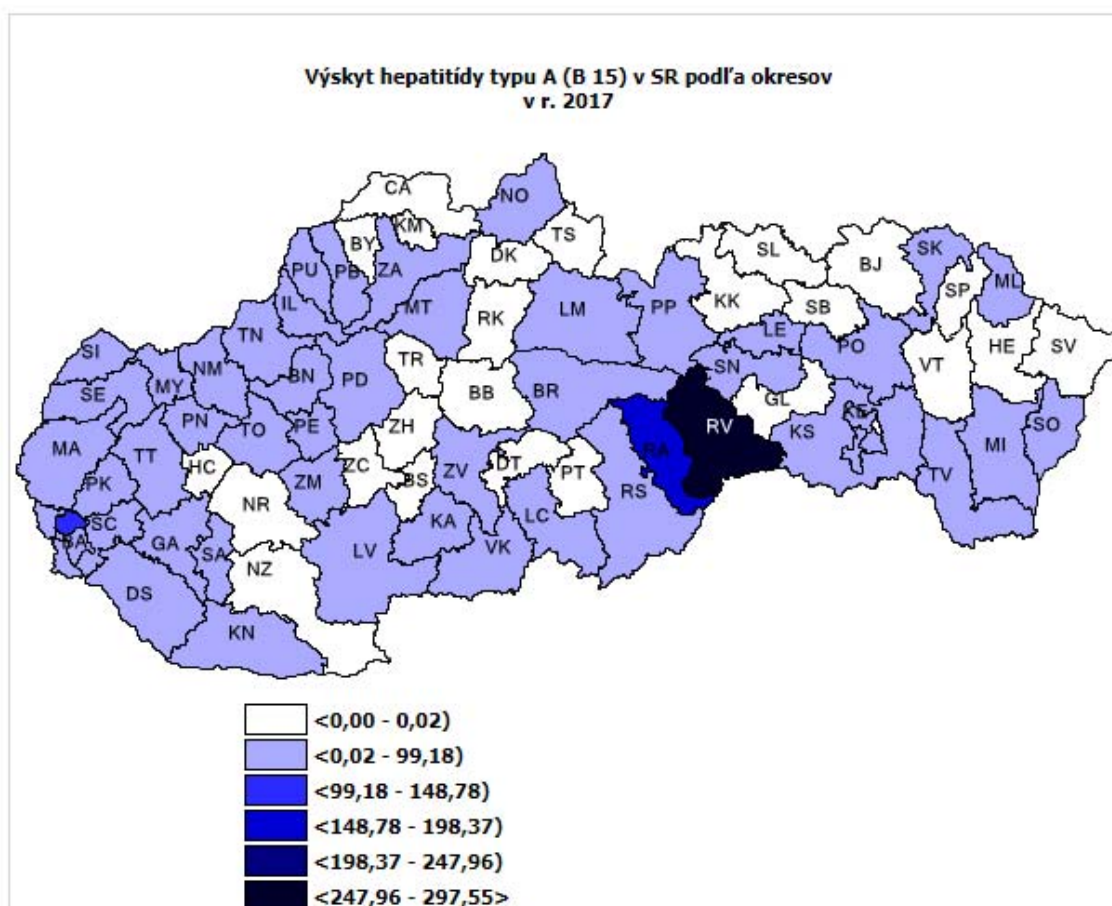 Výskyt hepatitídy typu A (B 15) v SR podľa okresov
v r. 2017
CA
NO
KM
BY
TS
DK
SL
BJ
SK
PU
PB
ZA
SP
ML
KK
IL
MT
RK
LM
PP
SB
LE
TN
PO
HE
SV
SI
TR
VT
NM
BN
PD
SN
MY
BB
BR
GL
SE
PN
TO
PE
ZH
RV
KS
KE
SO
MA
TT
HC
ZC
DT
RA
MI
PK
ZM
BS
ZV
PT
TV
NR
RS
SC
KA
LC
BA
GA
SA
LV
VK
NZ
DS
KN
<0,00 - 0,02)
<0,02 - 99,18)
<99,18 - 148,78)
<148,78 - 198,37)
<198,37 - 247,96)
<247,96 - 297,55>